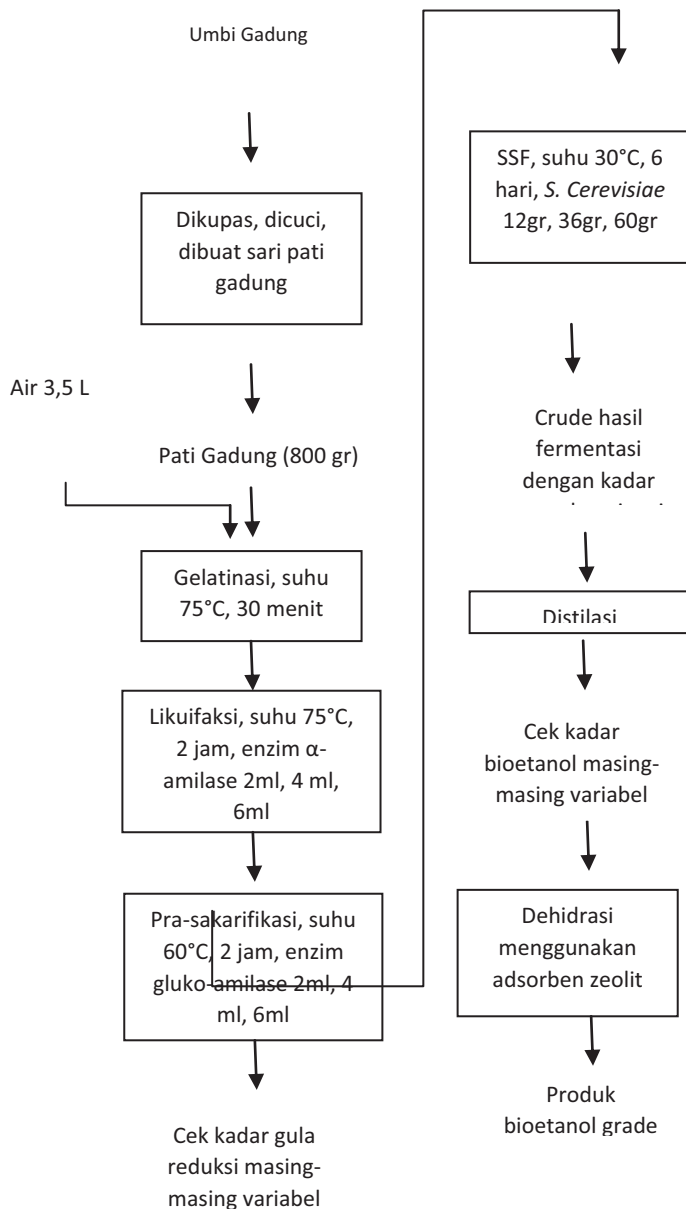 Umbi Gadung
Dikupas, dicuci,
dibuat sari pati
gadung
Air 3,5 L
Pati Gadung (800 gr)
Gelatinasi, suhu
75°C, 30 menit
Likuifaksi, suhu 75°C,
2 jam, enzim α-
amilase 2ml, 4 ml,
6ml
Pra-sakarifikasi, suhu
60°C, 2 jam, enzim
gluko-amilase 2ml, 4
ml, 6ml
Cek kadar gula
reduksi masing-
masing variabel
SSF, suhu 30°C, 6
hari, S. Cerevisiae
12gr, 36gr, 60gr
Crude hasil
fermentasi
dengan kadar
Distilasi
Cek kadar
bioetanol masing-
masing variabel
Dehidrasi
menggunakan
adsorben zeolit
Produk
bioetanol grade